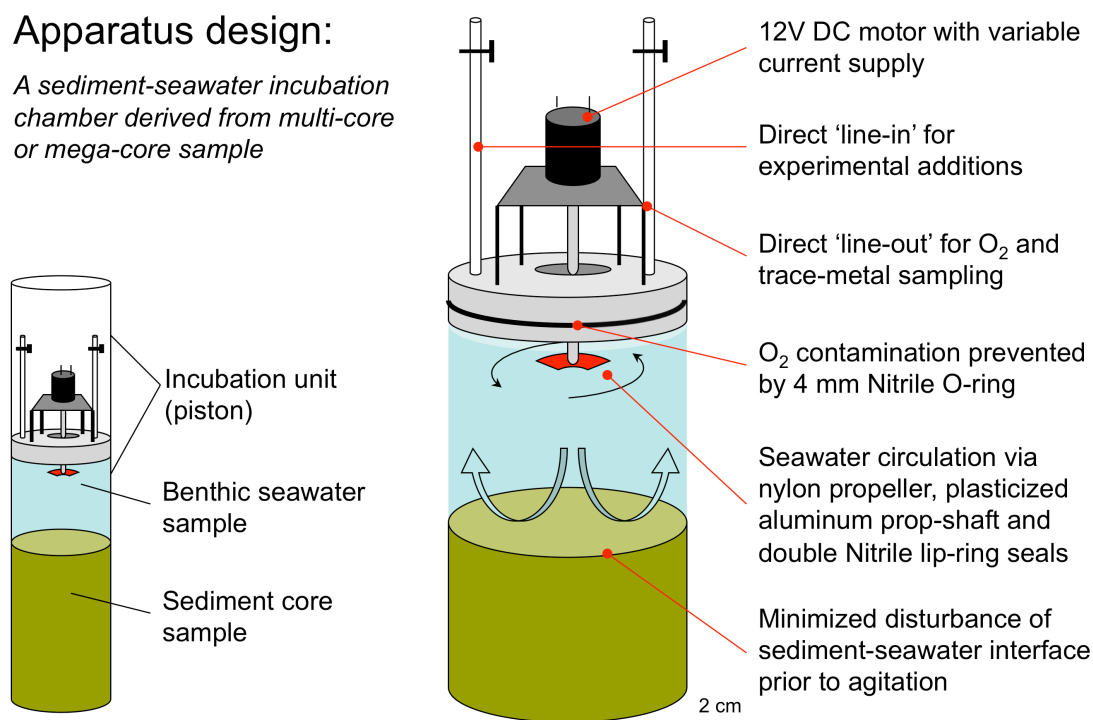 Apparatus design:
A sediment-seawater incubation
chamber derived from multi-core
or mega-core sample
Incubation unit
(piston)
Benthic seawater
sample
Sediment core
sample
12V DC motor with variable
current supply
Direct ‘line-in’ for
experimental additions
Direct ‘line-out’ for O₂ and
trace-metal sampling
O₂ contamination prevented
by 4 mm Nitrile O-ring
Seawater circulation via
nylon propeller, plasticized
aluminum prop-shaft and
double Nitrile lip-ring seals
Minimized disturbance of
sediment-seawater interface
prior to agitation
2 cm